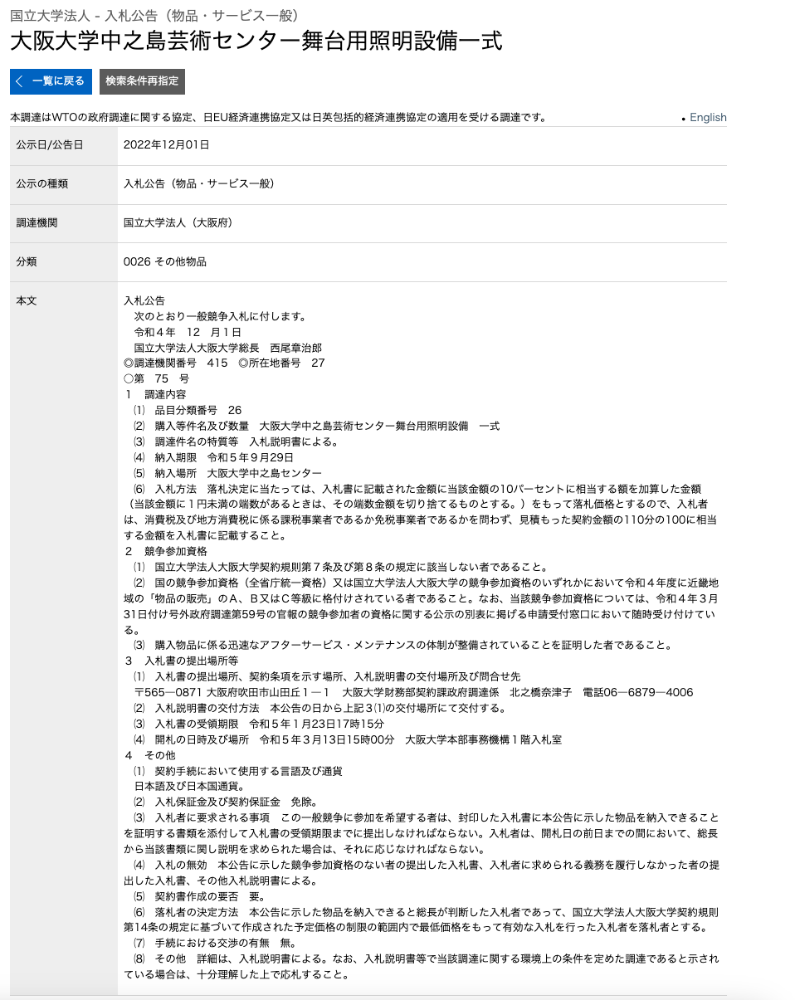 国立大学法人 - 入札公告（物品・サービス一般）
大阪大学中之島芸術センター舞台用照明設備一式
一覧に戻る 検索条件再指定
本調達はWTOの政府調達に関する協定、日EU経済連携協定又は日英包括的経済連携協定の適用を受ける調達です。 • English
公示日/公告日 2022年12月01日
公示の種類 入札公告（物品・サービス一般）
調達機関 国立大学法人（大阪府）
分類 0026 その他物品
本文 入札公告
　次のとおり一般競争入札に付します。
　令和４年　12　月１日
　国立大学法人大阪大学総長　西尾章治郎
◎調達機関番号　415　◎所在地番号　27
○第　75　号
１　調達内容
　⑴　品目分類番号　26
　⑵　購入等件名及び数量　大阪大学中之島芸術センター舞台用照明設備　一式
　⑶　調達件名の特質等　入札説明書による。
　⑷　納入期限　令和５年９月29日
　⑸　納入場所　大阪大学中之島センター
　⑹　入札方法　落札決定に当たっては、入札書に記載された金額に当該金額の10パーセントに相当する額を加算した金額
（当該金額に１円未満の端数があるときは、その端数金額を切り捨てるものとする。）をもって落札価格とするので、入札者
は、消費税及び地方消費税に係る課税事業者であるか免税事業者であるかを問わず、見積もった契約金額の110分の100に相当
する金額を入札書に記載すること。
２　競争参加資格
　⑴　国立大学法人大阪大学契約規則第７条及び第８条の規定に該当しない者であること。
　⑵　国の競争参加資格（全省庁統一資格）又は国立大学法人大阪大学の競争参加資格のいずれかにおいて令和４年度に近畿地
域の「物品の販売」のＡ、Ｂ又はＣ等級に格付けされている者であること。なお、当該競争参加資格については、令和４年３月
31日付け号外政府調達第59号の官報の競争参加者の資格に関する公示の別表に掲げる申請受付窓口において随時受け付けてい
る。
　⑶　購入物品に係る迅速なアフターサービス・メンテナンスの体制が整備されていることを証明した者であること。
３　入札書の提出場所等
　⑴　入札書の提出場所、契約条項を示す場所、入札説明書の交付場所及び問合せ先
　〒565―0871 大阪府吹田市山田丘１―１　大阪大学財務部契約課政府調達係　北之橋奈津子　電話06―6879―4006
　⑵　入札説明書の交付方法　本公告の日から上記３⑴の交付場所にて交付する。
　⑶　入札書の受領期限　令和５年１月23日17時15分
　⑷　開札の日時及び場所　令和５年３月13日15時00分　大阪大学本部事務機構１階入札室
４　その他
　⑴　契約手続において使用する言語及び通貨
　日本語及び日本国通貨。
　⑵　入札保証金及び契約保証金　免除。
　⑶　入札者に要求される事項　この一般競争に参加を希望する者は、封印した入札書に本公告に示した物品を納入できること
を証明する書類を添付して入札書の受領期限までに提出しなければならない。入札者は、開札日の前日までの間において、総長
から当該書類に関し説明を求められた場合は、それに応じなければならない。
　⑷　入札の無効　本公告に示した競争参加資格のない者の提出した入札書、入札者に求められる義務を履行しなかった者の提
出した入札書、その他入札説明書による。
　⑸　契約書作成の要否　要。
　⑹　落札者の決定方法　本公告に示した物品を納入できると総長が判断した入札者であって、国立大学法人大阪大学契約規則
第14条の規定に基づいて作成された予定価格の制限の範囲内で最低価格をもって有効な入札を行った入札者を落札者とする。
　⑺　手続における交渉の有無　無。
　⑻　その他　詳細は、入札説明書による。なお、入札説明書等で当該調達に関する環境上の条件を定めた調達であると示され
ている場合は、十分理解した上で応札すること。